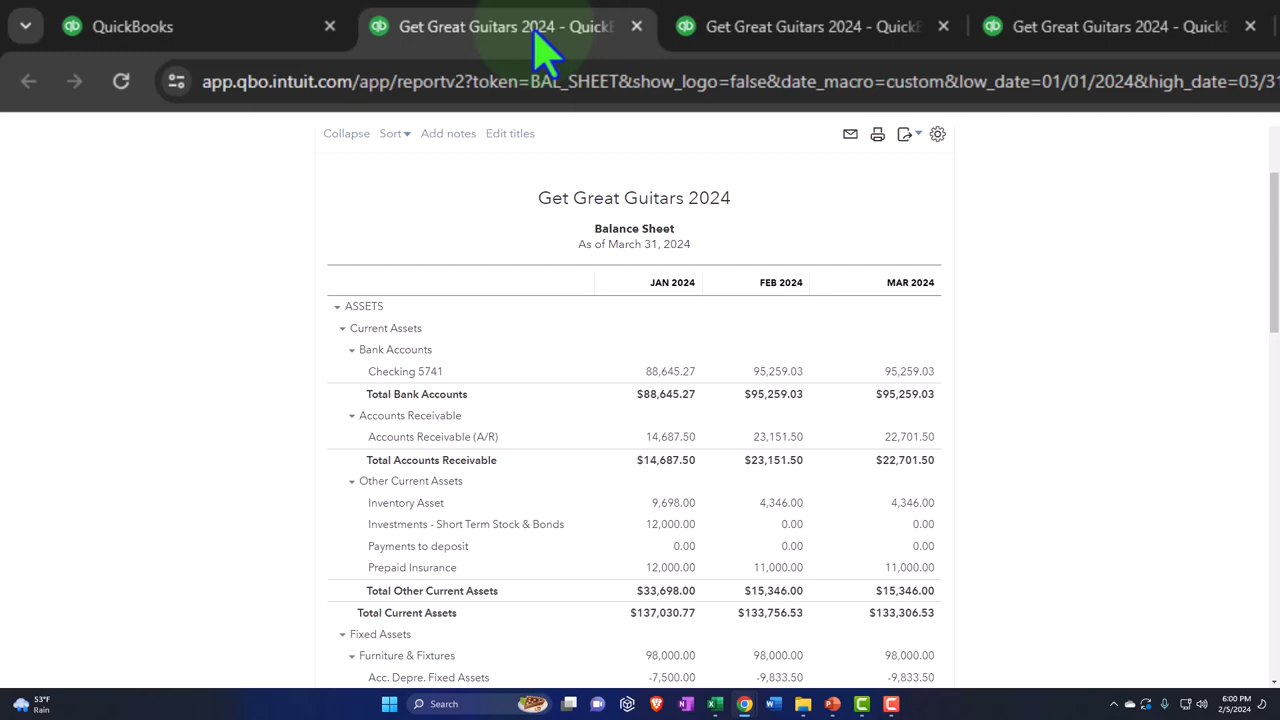 QuickBooks
Get Great Guitars 2024 - Quick
Get Great Guitars 2024 - Quick
Get Great Guitars 2024 - Quick
app.qbo.intuit.com/app/reportv2?token=BAL_SHEET&show_logo=false&date_macro=custom&low_date=01/01/2024&high_date=03/3
Collapse Sort Add notes Edit titles
Get Great Guitars 2024
Balance Sheet
As of March 31, 2024
JAN 2024 FEB 2024 MAR 2024
ASSETS
Current Assets
Bank Accounts
Checking 5741 88,645.27 95,259.03 95,259.03
Total Bank Accounts $88,645.27 $95,259.03 $95,259.03
Accounts Receivable
Accounts Receivable (A/R) 14,687.50 23,151.50 22,701.50
Total Accounts Receivable $14,687.50 $23,151.50 $22,701.50
Other Current Assets
Inventory Asset 9,698.00 4,346.00 4,346.00
Investments - Short Term Stock & Bonds 12,000.00 0.00 0.00
Payments to deposit 0.00 0.00 0.00
Prepaid Insurance 12,000.00 11,000.00 11,000.00
Total Other Current Assets $33,698.00 $15,346.00 $15,346.00
Total Current Assets $137,030.77 $133,756.53 $133,306.53
Fixed Assets
Furniture & Fixtures 98,000.00 98,000.00 98,000.00
Acc. Depre. Fixed Assets -7,500.00 -9,833.50 -9,833.50
53°F
Rain
Search
6:00 PM
2/5/2024